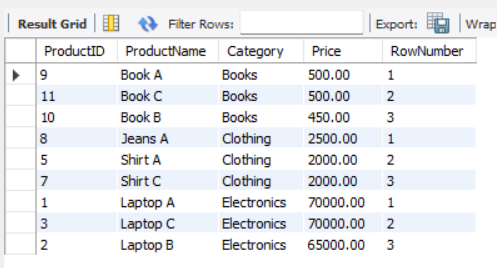 Result Grid Filter Rows: Export: Wrap
ProductID ProductName Category Price RowNumber
9 Book A Books 500.00 1
11 Book C Books 500.00 2
10 Book B Books 450.00 3
8 Jeans A Clothing 2500.00 1
5 Shirt A Clothing 2000.00 2
7 Shirt C Clothing 2000.00 3
1 Laptop A Electronics 70000.00 1
3 Laptop C Electronics 70000.00 2
2 Laptop B Electronics 65000.00 3